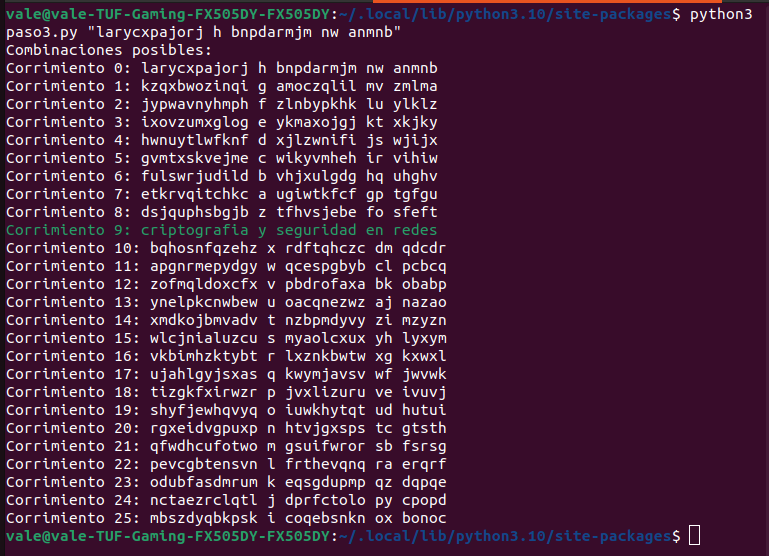 vale@vale-TUF-Gaming-FX505DY-FX505DY:~/.local/lib/python3.10/site-packages$ python3
paso3.py "larycxpajorj h bnpdarmjm nw anmnb"
Combinaciones posibles:
Corrimiento 0: larycxpajorj h bnpdarmjm nw anmnb
Corrimiento 1: kzqxbwozinqi g amoczqlil mv zmlma
Corrimiento 2: jypwavnyhmph f zlnbypkhk lu ylklz
Corrimiento 3: ixovzumxglog e ykmaxojgj kt xkjky
Corrimiento 4: hwnuytlwfknf d xjlzwnifi js wjijx
Corrimiento 5: gvmtxskvejme c wikyvmheh ir vihiw
Corrimiento 6: fulswrjudild b vhjxulgdg hq uhghv
Corrimiento 7: etkrvqitchkc a ugiwtkfcf gp tgfgu
Corrimiento 8: dsjquphsbgjb z tfhvsjebe fo sfeft
Corrimiento 9: criptografia y seguridad en redes
Corrimiento 10: bqhosnfqzehz x rdftqhczc dm qdcdr
Corrimiento 11: apgnrmepydgy w qcespgbyb cl pcbcq
Corrimiento 12: zofmqldoxcfx v pbdrofaxa bk obabp
Corrimiento 13: ynelpkcnwbew u oacqnezwz aj nazao
Corrimiento 14: xmdkojbmvadv t nzbpmdyvy zi mzyzn
Corrimiento 15: wlcjnialuzcu s myaolcxux yh lyxym
Corrimiento 16: vkbimhzktybt r lxznkbwtw xg kxwxl
Corrimiento 17: ujahlgyjsxas q kwymjavsv wf jwvwk
Corrimiento 18: tizgkfxirwzr p jvxlizuru ve ivuvj
Corrimiento 19: shyfjewhqvyq o iuwkhytqt ud hutui
Corrimiento 20: rgxeidvgpuxp n htvjgxsps tc gtsth
Corrimiento 21: qfwdhcufotwo m gsuifwror sb fsrsg
Corrimiento 22: pevcgbtensvn l frthevqnq ra erqrf
Corrimiento 23: odubfasdmrum k eqsgdupmp qz dqpqe
Corrimiento 24: nctaezrclqtl j dprfctolo py cpopd
Corrimiento 25: mbszdyqbkpsk i coqebsnkn ox bonoc
vale@vale-TUF-Gaming-FX505DY-FX505DY:~/.local/lib/python3.10/site-packages$